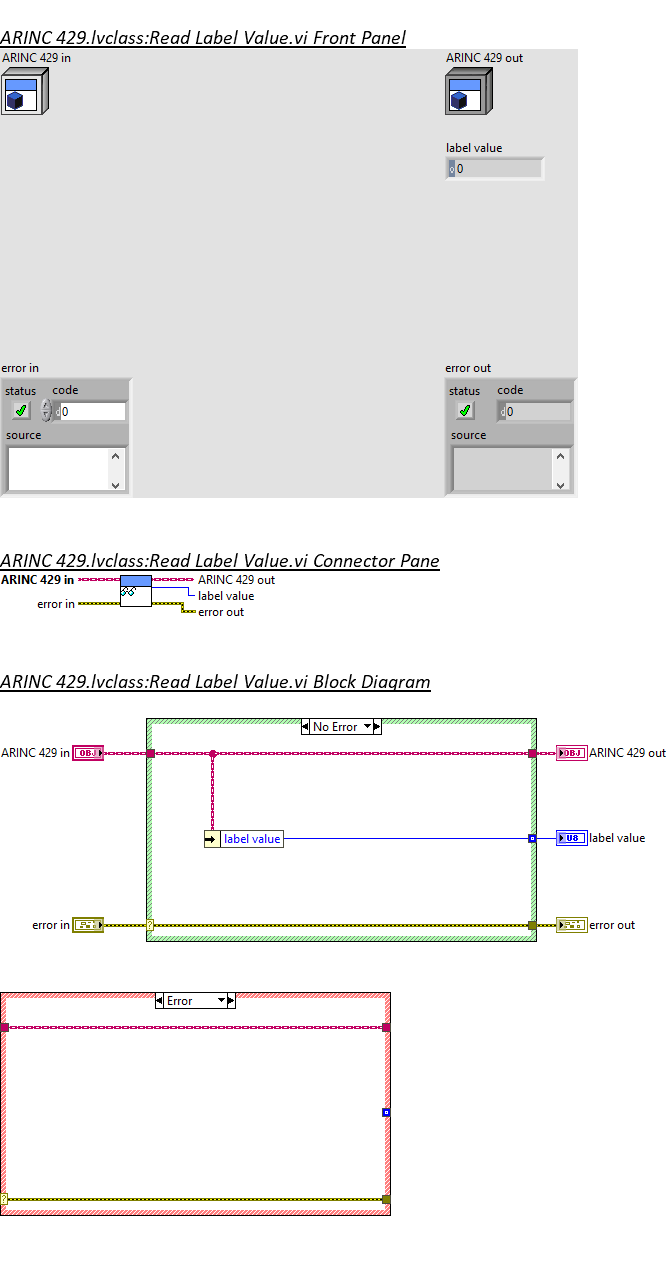 ARINC 429.lvclass:Read Label Value.vi Front Panel
ARINC 429 in
ARINC 429 out
label value
0
error in
error out
status code
status code
d 0
d 0
source
source
ARINC 429.lvclass:Read Label Value.vi Connector Pane
ARINC 429 in
ARINC 429 out
label value
error in
error out
ARINC 429.lvclass:Read Label Value.vi Block Diagram
No Error
ARINC 429 in
OBJ
OBJ
ARINC 429 out
label value
U8
label value
error in
?
error out
Error
?